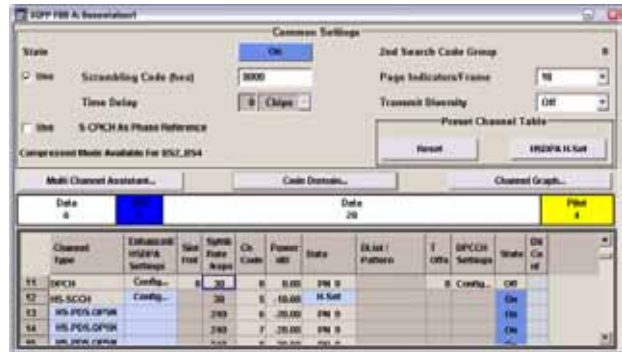 3GPP FDD A: Basestation1
Common Settings
State
On
2nd Search Code Group
0
Use
Scrambling Code (hex)
8000
Page Indicators/Frame
18
Time Delay
0 Chips
Transmit Diversity
Off
Use
S-CPICH As Phase Reference
Preset Channel Table
Compressed Mode Available For BS2,BS4
Reset
HSDPA H-Set
Multi Channel Assistant...
Code Domain...
Channel Graph...
Data
Data
Pilot
6
28
4
Channel Type
Enhanced/ HSDPA Settings
Slot Fmt
Symb Rate ksps
Ch Code
Power dB
Data
DList / Pattern
T Offs
DPCCH Settings
State
11 DPCH Config... 8 30 0.00 PN 9 0 Config... Off
12 HS-SCCH Config... 30 5 H-Set On
13 HS-PDS.QPSK 240 6 -20.00 PN 9 On
14 HS-PDS.QPSK 240 7 -20.00 PN 9 On
HS-PDS.QPSK